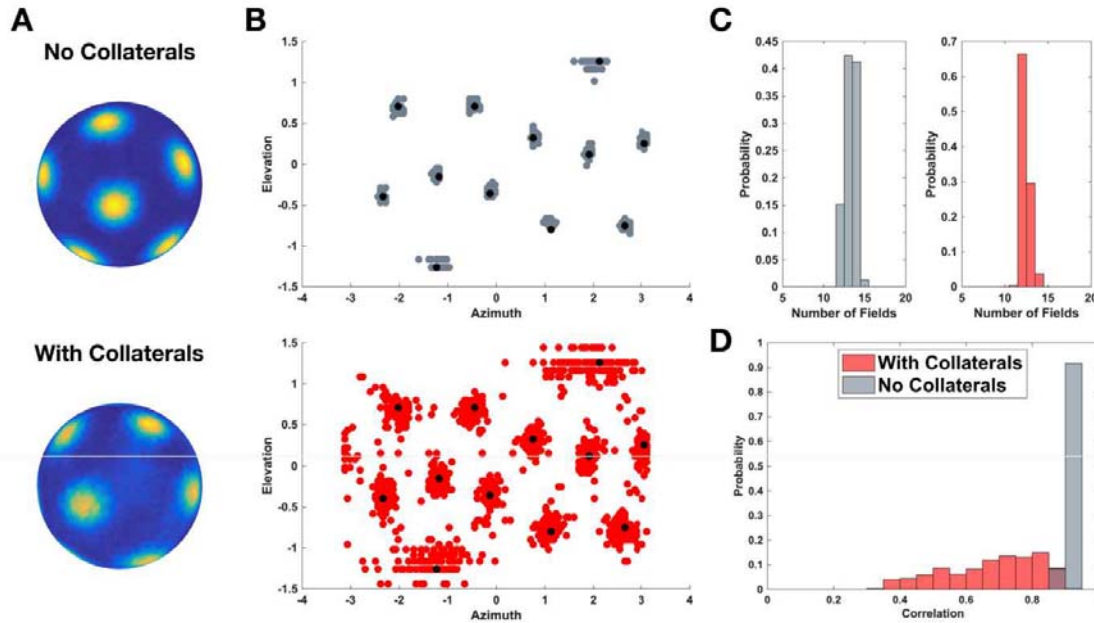 A
No Collaterals
With Collaterals
B
1.5
1
0.5
0
-0.5
-1
-1.5
Elevation
-4 -3 -2 -1 0 1 2 3 4
Azimuth
1.5
1
0.5
0
-0.5
-1
-1.5
Elevation
-4 -3 -2 -1 0 1 2 3 4
Azimuth
C
0.45
0.4
0.35
0.3
0.25
0.2
0.15
0.1
0.05
0
Probability
5 10 15 20
Number of Fields
0.7
0.6
0.5
0.4
0.3
0.2
0.1
0
Probability
5 10 15 20
Number of Fields
D
1
0.9
0.8
0.7
0.6
0.5
0.4
0.3
0.2
0.1
0
Probability
With Collaterals
No Collaterals
0 0.2 0.4 0.6 0.8
Correlation